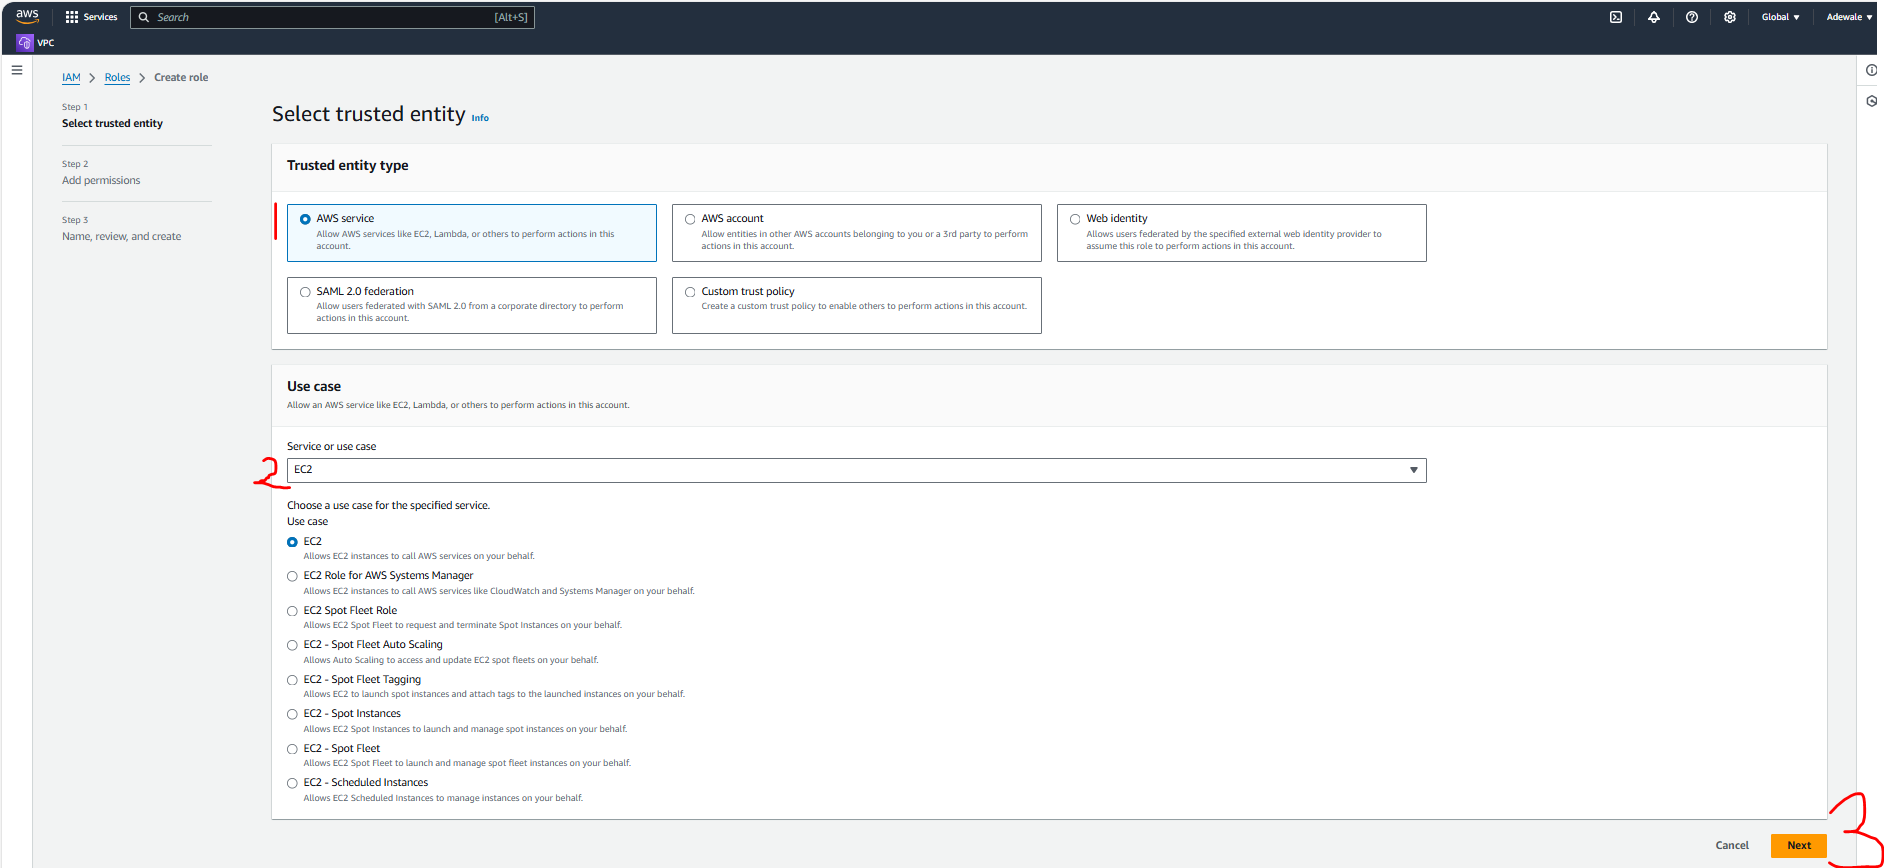 aws
Services
Search
[Alt+S]
Global
Adewale
VPC
IAM > Roles > Create role
Step 1
Select trusted entity
Step 2
Add permissions
Step 3
Name, review, and create
Select trusted entity Info
Trusted entity type
1
AWS service
Allow AWS services like EC2, Lambda, or others to perform actions in this
account.
AWS account
Allow entities in other AWS accounts belonging to you or a 3rd party to perform
actions in this account.
Web identity
Allows users federated by the specified external web identity provider to
assume this role to perform actions in this account.
SAML 2.0 federation
Allow users federated with SAML 2.0 from a corporate directory to perform
actions in this account.
Custom trust policy
Create a custom trust policy to enable others to perform actions in this account.
Use case
Allow an AWS service like EC2, Lambda, or others to perform actions in this account.
Service or use case
2
EC2
Choose a use case for the specified service.
Use case
EC2
Allows EC2 instances to call AWS services on your behalf.
EC2 Role for AWS Systems Manager
Allows EC2 instances to call AWS services like CloudWatch and Systems Manager on your behalf.
EC2 Spot Fleet Role
Allows EC2 Spot Fleet to request and terminate Spot Instances on your behalf.
EC2 - Spot Fleet Auto Scaling
Allows Auto Scaling to access and update EC2 spot fleets on your behalf.
EC2 - Spot Fleet Tagging
Allows EC2 to launch spot instances and attach tags to the launched instances on your behalf.
EC2 - Spot Instances
Allows EC2 Spot Instances to launch and manage spot instances on your behalf.
EC2 - Spot Fleet
Allows EC2 Spot Fleet to launch and manage spot fleet instances on your behalf.
EC2 - Scheduled Instances
Allows EC2 Scheduled Instances to manage instances on your behalf.
Cancel
Next
3